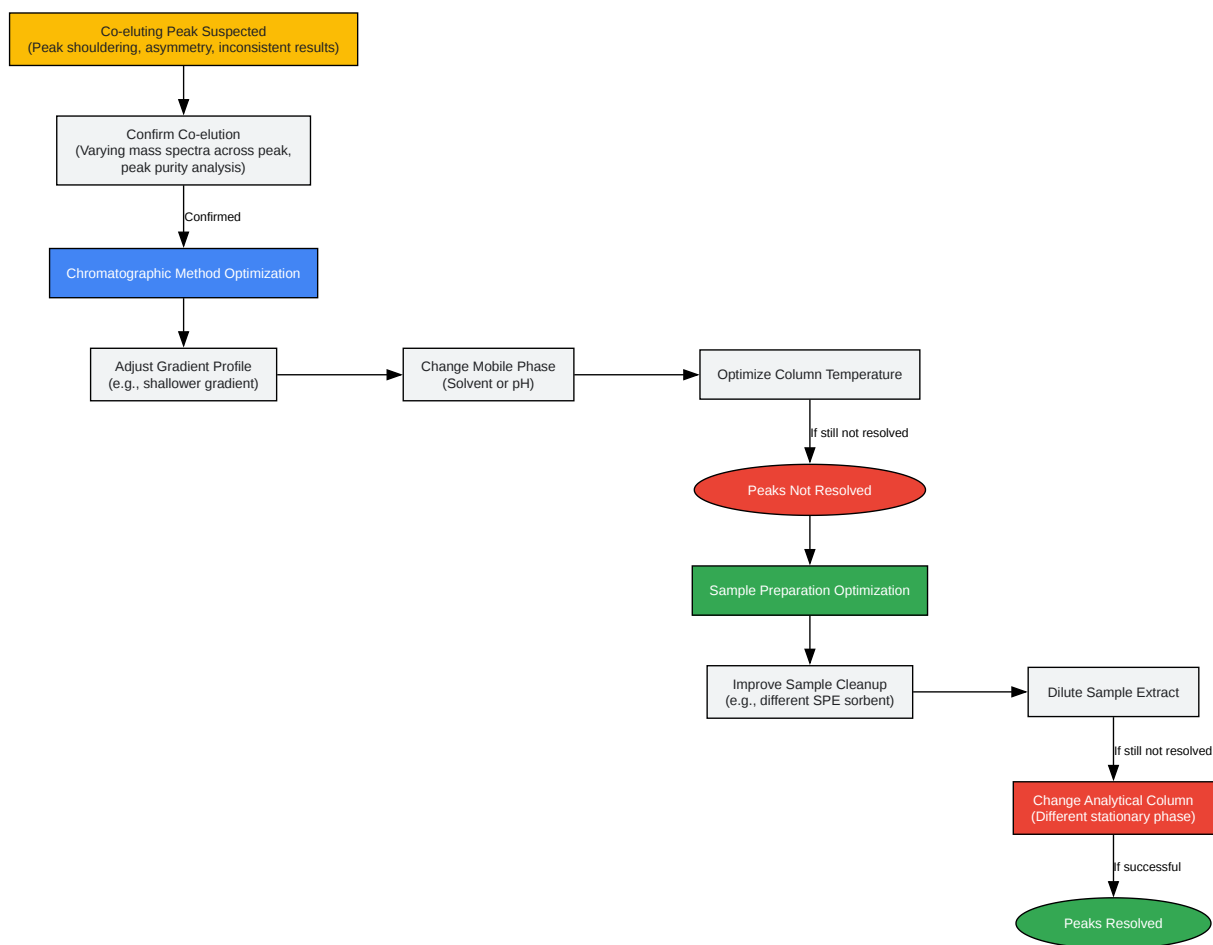 Co-eluting Peak Suspected
(Peak shouldering, asymmetry, inconsistent results)
Confirm Co-elution
(Varying mass spectra across peak,
peak purity analysis)
Confirmed
Chromatographic Method Optimization
Adjust Gradient Profile
(e.g., shallower gradient)
Change Mobile Phase
(Solvent or pH)
Optimize Column Temperature
If still not resolved
Peaks Not Resolved
Sample Preparation Optimization
Improve Sample Cleanup
(e.g., different SPE sorbent)
Dilute Sample Extract
If still not resolved
Change Analytical Column
(Different stationary phase)
If successful
Peaks Resolved